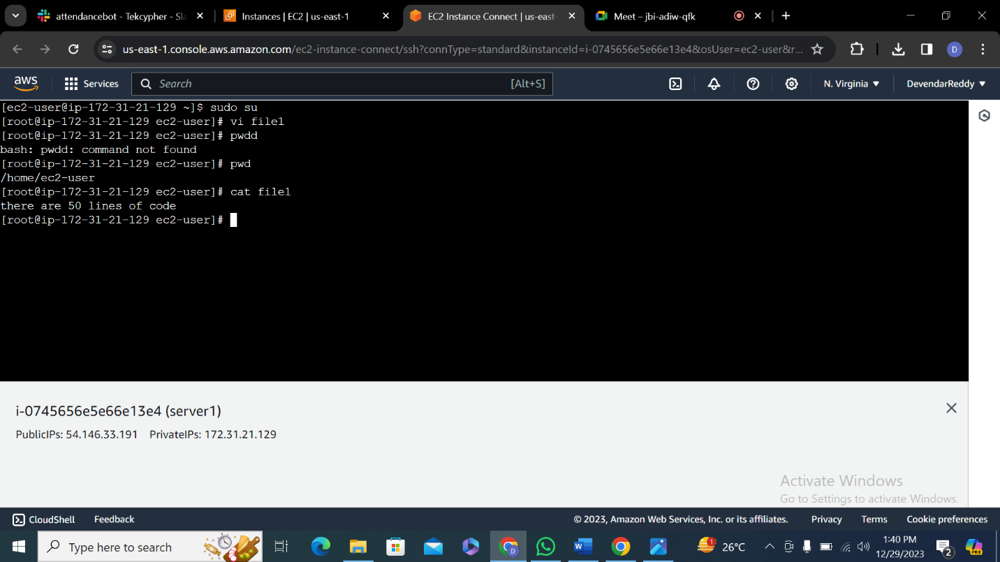 attendancebot - Tekcypher - Sla
Instances | EC2 | us-east-1
EC2 Instance Connect | us-east-
Meet – jbi-adiw-qfk
us-east-1.console.aws.amazon.com/ec2-instance-connect/ssh?connType=standard&instanceId=i-0745656e5e66e13e4&osUser=ec2-user&r...
D
aws
Services
Search
[Alt+S]
N. Virginia
DevendarReddy
[ec2-user@ip-172-31-21-129 ~]$ sudo su
[root@ip-172-31-21-129 ec2-user]# vi file1
[root@ip-172-31-21-129 ec2-user]# pwdd
bash: pwdd: command not found
[root@ip-172-31-21-129 ec2-user]# pwd
/home/ec2-user
[root@ip-172-31-21-129 ec2-user]# cat file1
there are 50 lines of code
[root@ip-172-31-21-129 ec2-user]#
i-0745656e5e66e13e4 (server1)
PublicIPs: 54.146.33.191 PrivateIPs: 172.31.21.129
Activate Windows
Go to Settings to activate Windows.
CloudShell
Feedback
© 2023, Amazon Web Services, Inc. or its affiliates.
Privacy
Terms
Cookie preferences
Type here to search
D
W
1
26°C
1:40 PM
12/29/2023
2
PRE